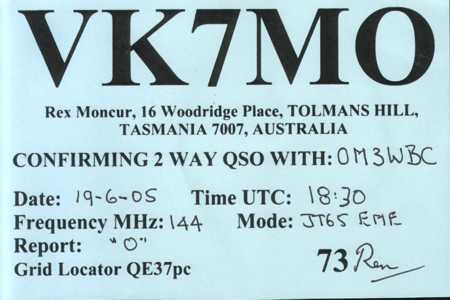 VK7MO
Rex Moncur, 16 Woodridge Place, TOLMANS HILL,
TASMANIA 7007, AUSTRALIA
CONFIRMING 2 WAY QSO WITH: OM3WBC
Date: 19-6-05 Time UTC: 18:30
Frequency MHz: 144 Mode: JT65 EME
Report: "O"
Grid Locator QE37pc 73 Rex